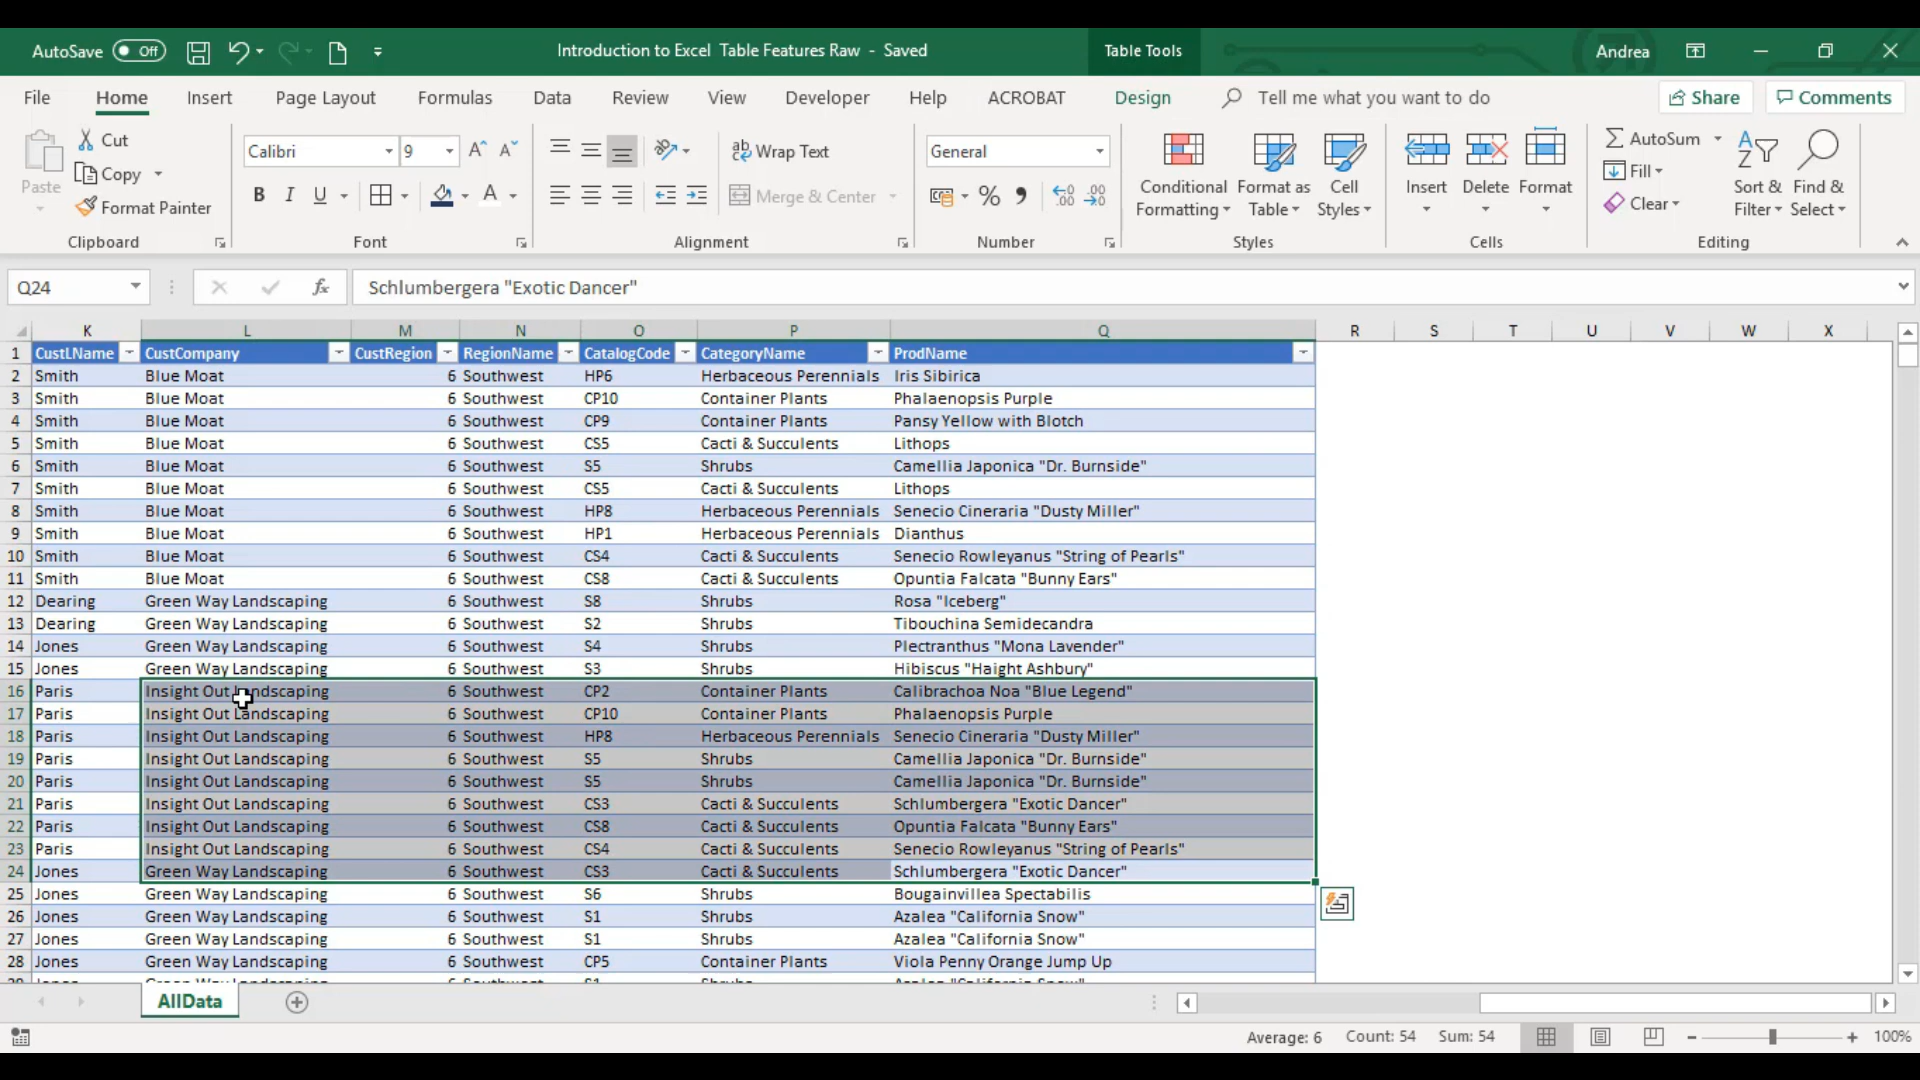 AutoSave Off Introduction to Excel Table Features Raw - Saved Table Tools Andrea
File Home Insert Page Layout Formulas Data Review View Developer Help ACROBAT Design Tell me what you want to do Share Comments
Paste Cut Copy Format Painter
Clipboard
Calibri 9
B I U A
Font
Wrap Text
Merge & Center
Alignment
General
% 9
Number
Conditional Formatting Format as Table Cell Styles
Styles
Insert Delete Format
Cells
AutoSum
Fill
Clear
Sort & Filter Find & Select
Editing
Q24 fx Schlumbergera "Exotic Dancer"
K L M N O P Q R S T U V W X
1 CustLName CustCompany CustRegion RegionName CatalogCode CategoryName ProdName
2 Smith Blue Moat 6 Southwest HP6 Herbaceous Perennials Iris Sibirica
3 Smith Blue Moat 6 Southwest CP10 Container Plants Phalaenopsis Purple
4 Smith Blue Moat 6 Southwest CP9 Container Plants Pansy Yellow with Blotch
5 Smith Blue Moat 6 Southwest CS5 Cacti & Succulents Lithops
6 Smith Blue Moat 6 Southwest S5 Shrubs Camellia Japonica "Dr. Burnside"
7 Smith Blue Moat 6 Southwest CS5 Cacti & Succulents Lithops
8 Smith Blue Moat 6 Southwest HP8 Herbaceous Perennials Senecio Cineraria "Dusty Miller"
9 Smith Blue Moat 6 Southwest HP1 Herbaceous Perennials Dianthus
10 Smith Blue Moat 6 Southwest CS4 Cacti & Succulents Senecio Rowleyanus "String of Pearls"
11 Smith Blue Moat 6 Southwest CS8 Cacti & Succulents Opuntia Falcata "Bunny Ears"
12 Dearing Green Way Landscaping 6 Southwest S8 Shrubs Rosa "Iceberg"
13 Dearing Green Way Landscaping 6 Southwest S2 Shrubs Tibouchina Semidecandra
14 Jones Green Way Landscaping 6 Southwest S4 Shrubs Plectranthus "Mona Lavender"
15 Jones Green Way Landscaping 6 Southwest S3 Shrubs Hibiscus "Haight Ashbury"
16 Paris Insight Out Landscaping 6 Southwest CP2 Container Plants Calibrachoa Noa "Blue Legend"
17 Paris Insight Out Landscaping 6 Southwest CP10 Container Plants Phalaenopsis Purple
18 Paris Insight Out Landscaping 6 Southwest HP8 Herbaceous Perennials Senecio Cineraria "Dusty Miller"
19 Paris Insight Out Landscaping 6 Southwest S5 Shrubs Camellia Japonica "Dr. Burnside"
20 Paris Insight Out Landscaping 6 Southwest S5 Shrubs Camellia Japonica "Dr. Burnside"
21 Paris Insight Out Landscaping 6 Southwest CS3 Cacti & Succulents Schlumbergera "Exotic Dancer"
22 Paris Insight Out Landscaping 6 Southwest CS8 Cacti & Succulents Opuntia Falcata "Bunny Ears"
23 Paris Insight Out Landscaping 6 Southwest CS4 Cacti & Succulents Senecio Rowleyanus "String of Pearls"
24 Jones Green Way Landscaping 6 Southwest CS3 Cacti & Succulents Schlumbergera "Exotic Dancer"
25 Jones Green Way Landscaping 6 Southwest S6 Shrubs Bougainvillea Spectabilis
26 Jones Green Way Landscaping 6 Southwest S1 Shrubs Azalea "California Snow"
27 Jones Green Way Landscaping 6 Southwest S1 Shrubs Azalea "California Snow"
28 Jones Green Way Landscaping 6 Southwest CP5 Container Plants Viola Penny Orange Jump Up
AllData
Average: 6 Count: 54 Sum: 54 100%